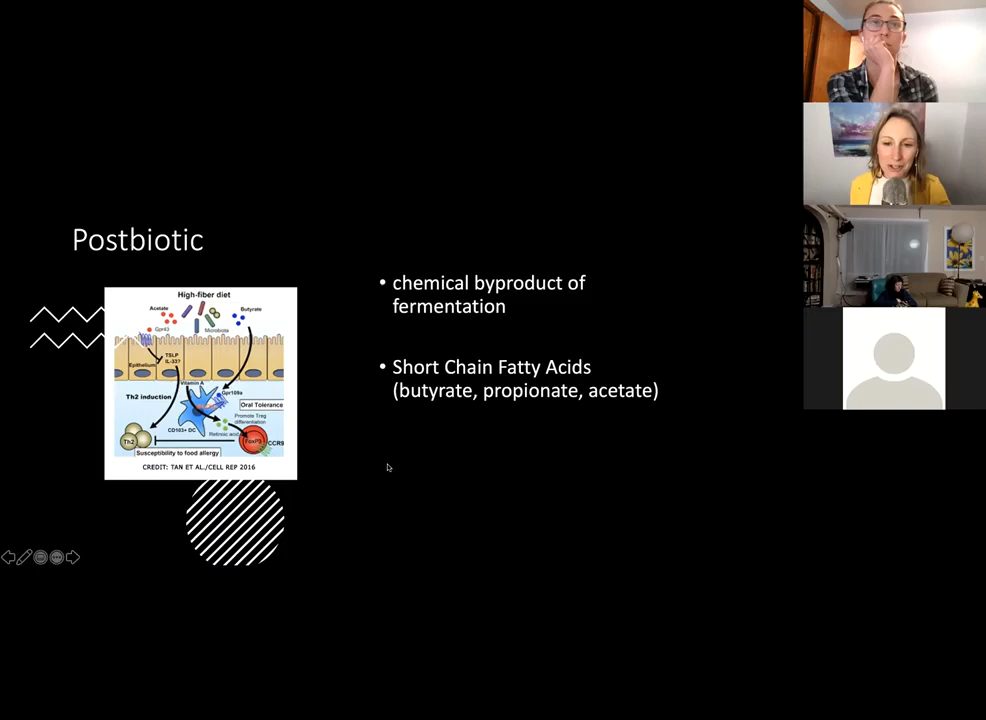 Postbiotic
High-fiber diet
Acetate
Butyrate
Gpr43
Microbiota
TSLP
IL-33?
Epithelium
Vitamin A
Gpr109a
Th2 induction
Oral Tolerance
Promote Treg
differentiation
CD103+ DC
Retinoic acid
Th2
FoxP3
CCR9
Susceptibility to food allergy
CREDIT: TAN ET AL./CELL REP 2016
• chemical byproduct of
fermentation
• Short Chain Fatty Acids
(butyrate, propionate, acetate)